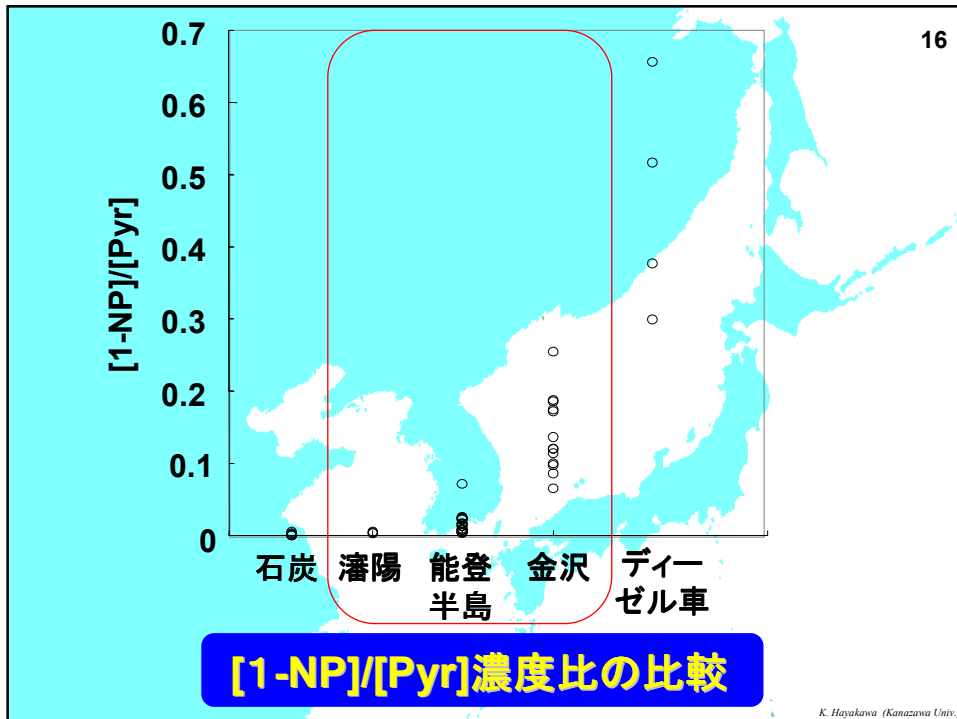 16
0.7
0.6
0.5
0.4
0.3
0.2
0.1
0
[1-NP]/[Pyr]
石炭
瀋陽
能登
半島
金沢
ディー
ゼル車
[1-NP]/[Pyr]濃度比の比較
K. Hayakawa (Kanazawa Univ.)